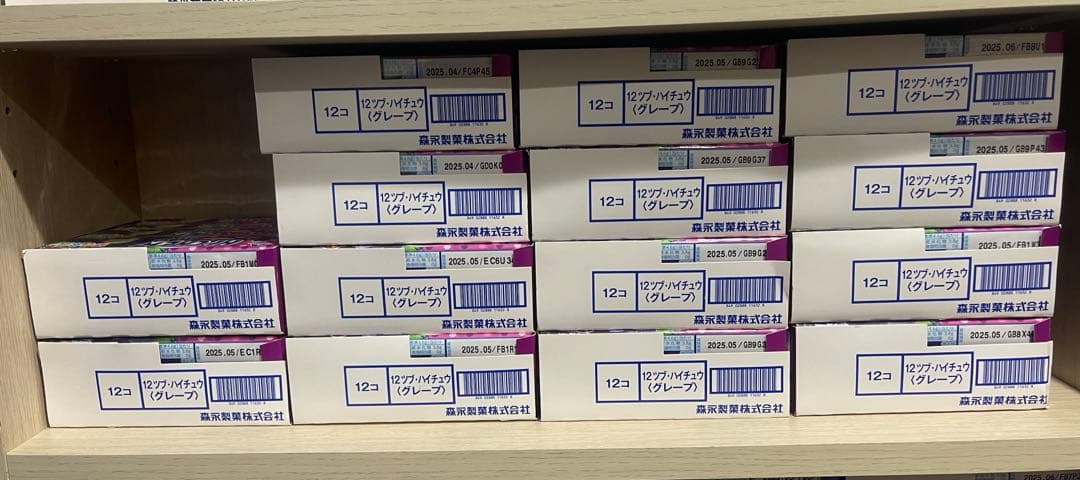 2025.04/FC4P45
12コ
12ツブ・ハイチュウ
(グレープ)
森永製菓株式会社
2025.05/GB9G2
12コ
12ツブ・ハイチュウ
(グレープ)
森永製菓株式会社
2025.06/FB8U1
12コ
12ツブ・ハイチュウ
(グレープ)
森永製菓株式会社
2025.04/GD0K0
12コ
12ツブ・ハイチュウ
(グレープ)
森永製菓株式会社
2025.05/GB9G37
12コ
12ツブ・ハイチュウ
(グレープ)
森永製菓株式会社
2025.05/GB9P43
12コ
12ツブ・ハイチュウ
(グレープ)
森永製菓株式会社
2025.05/FB1M
12コ
12ツブ・ハイチュウ
(グレープ)
森永製菓株式会社
2025.05/EC6U3
12コ
12ツブ・ハイチュウ
(グレープ)
森永製菓株式会社
2025.05/GB9G2
12コ
12ツブ・ハイチュウ
(グレープ)
森永製菓株式会社
2025.05/FB1
12コ
12ツブ・ハイチュウ
(グレープ)
森永製菓株式会社
2025.05/EC1R
12コ
12ツブ・ハイチュウ
(グレープ)
森永製菓株式会社
2025.05/FB1R
12コ
12ツブ・ハイチュウ
(グレープ)
森永製菓株式会社
2025.05/GB9G3
12コ
12ツブ・ハイチュウ
(グレープ)
森永製菓株式会社
2025.05/GB8X4
12コ
12ツブ・ハイチュウ
(グレープ)
森永製菓株式会社